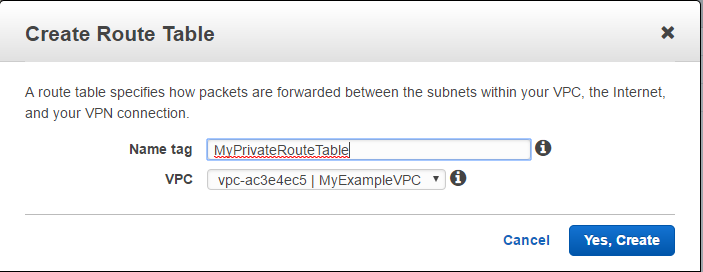 Create Route Table
A route table specifies how packets are forwarded between the subnets within your VPC, the Internet,
and your VPN connection.
Name tag MyPrivateRouteTable
VPC vpc-ac3e4ec5 | MyExampleVPC
Cancel Yes, Create